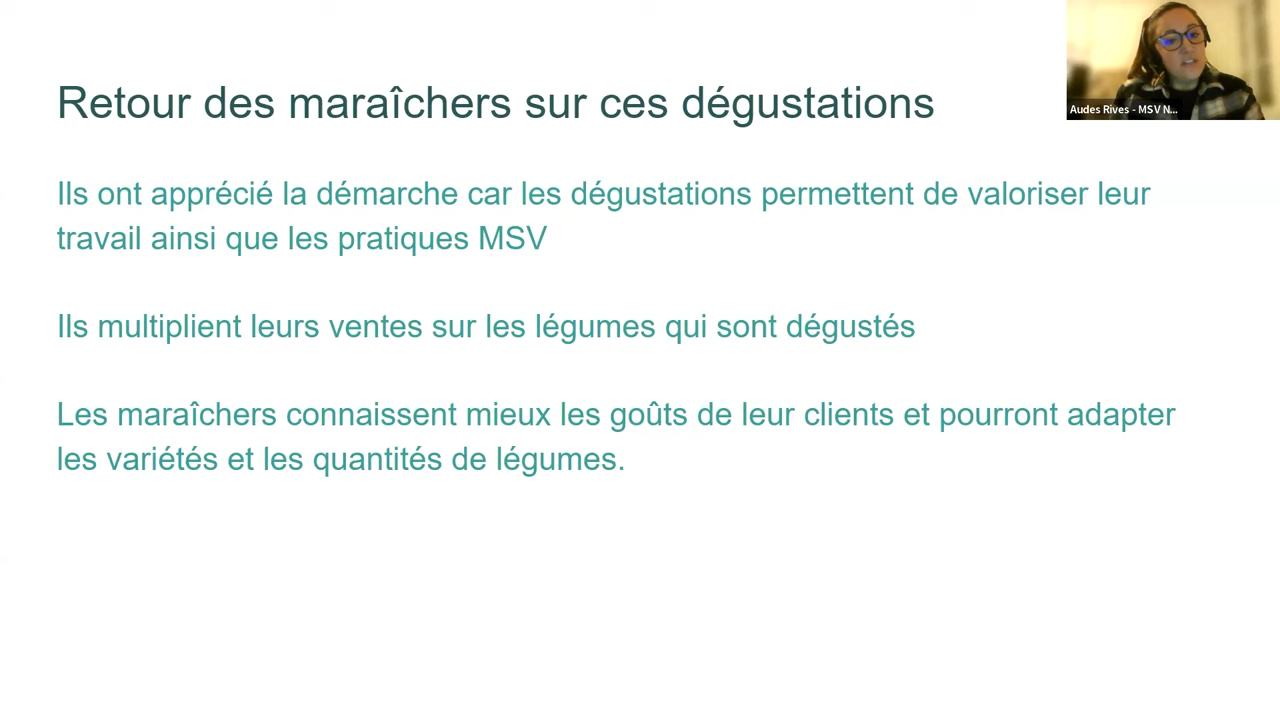 Retour des maraîchers sur ces dégustations
Audes Rives - MSV N...
Ils ont apprécié la démarche car les dégustations permettent de valoriser leur
travail ainsi que les pratiques MSV
Ils multiplient leurs ventes sur les légumes qui sont dégustés
Les maraîchers connaissent mieux les goûts de leur clients et pourront adapter
les variétés et les quantités de légumes.